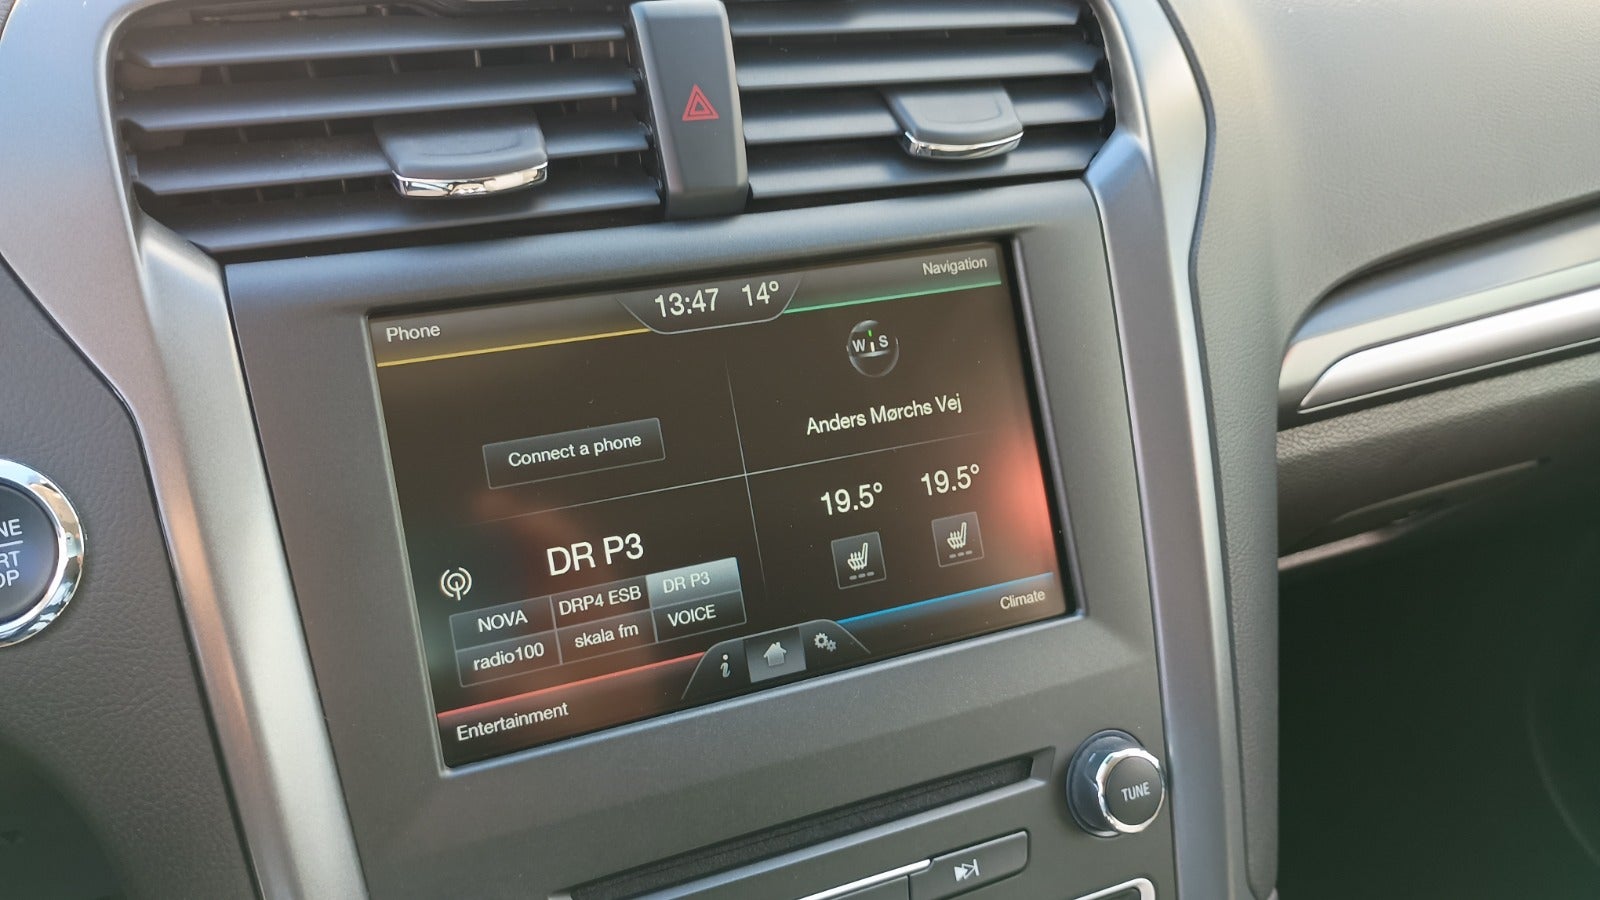 Phone
13:47 14°
Navigation
W S
Anders Mørchs Vej
Connect a phone
19.5° 19.5°
DR P3
NOVA DRP4 ESB DR P3
radio100 skala fm VOICE
i
Climate
Entertainment
TUNE